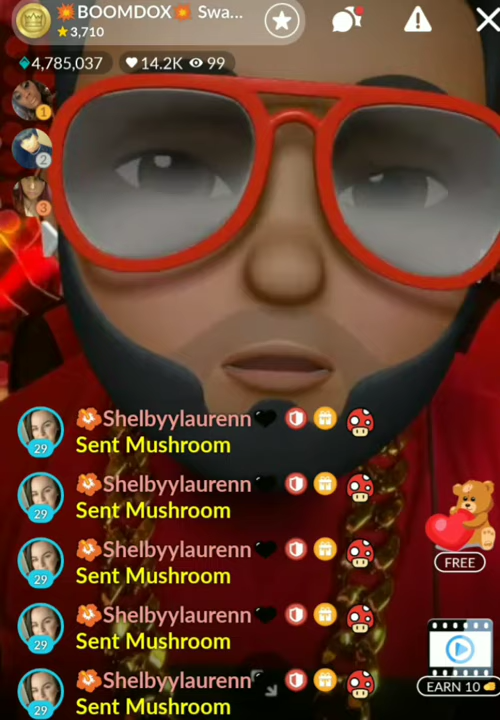 BOOMDOX Swa...
3,710
4,785,037 14.2K 99
1
2
3
Shelbyylaurenn
Sent Mushroom
29
Shelbyylaurenn
Sent Mushroom
29
Shelbyylaurenn
Sent Mushroom
29
FREE
Shelbyylaurenn
Sent Mushroom
29
Shelbyylaurenn
EARN 10
Sent Mushroom
29